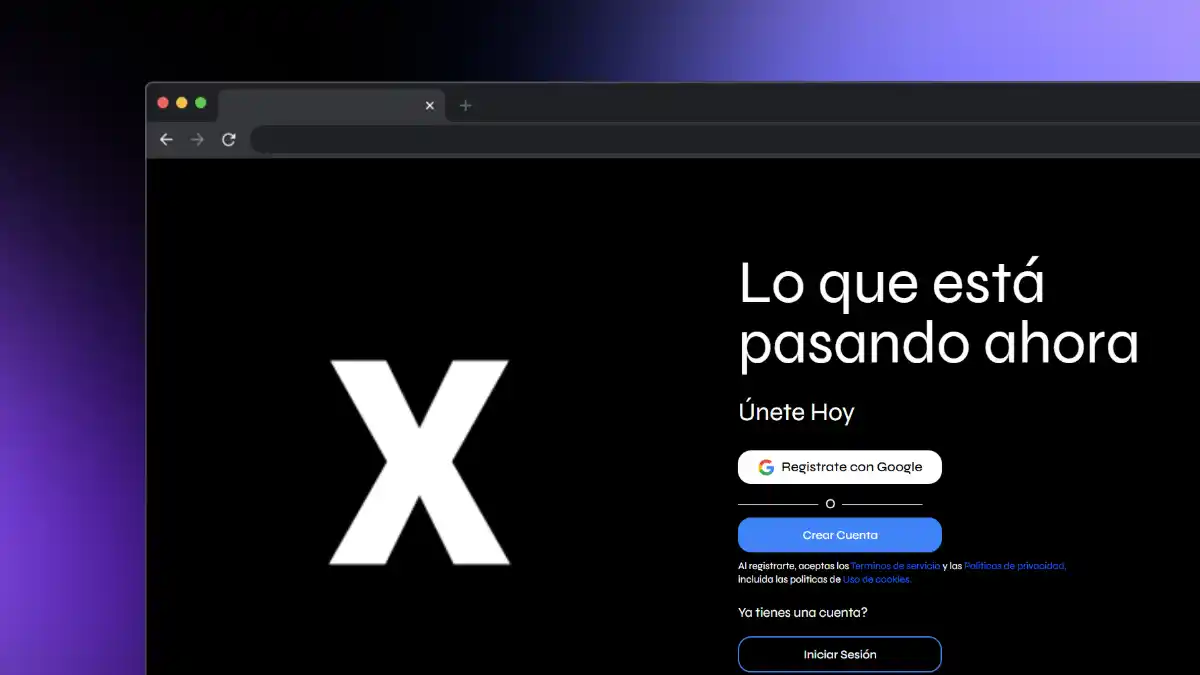 X
Lo que está
pasando ahora
Únete Hoy
Registrate con Google
O
Crear Cuenta
Al registrarte, aceptas los Terminos de servicio y las Politicas de privacidad,
incluida las politicas de Uso de cookies.
Ya tienes una cuenta?
Iniciar Sesión